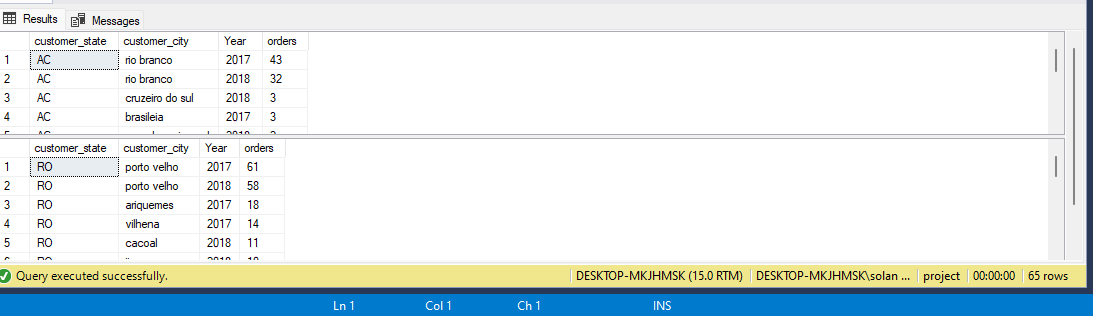 Results Messages
customer_state customer_city Year orders
1 AC rio branco 2017 43
2 AC rio branco 2018 32
3 AC cruzeiro do sul 2018 3
4 AC brasileia 2017 3
customer_state customer_city Year orders
1 RO porto velho 2017 61
2 RO porto velho 2018 58
3 RO ariquemes 2017 18
4 RO vilhena 2017 14
5 RO cacoal 2018 11
Query executed successfully. DESKTOP-MKJHMSK (15.0 RTM) DESKTOP-MKJHMSK\solan ... project 00:00:00 65 rows
Ln 1 Col 1 Ch 1 INS